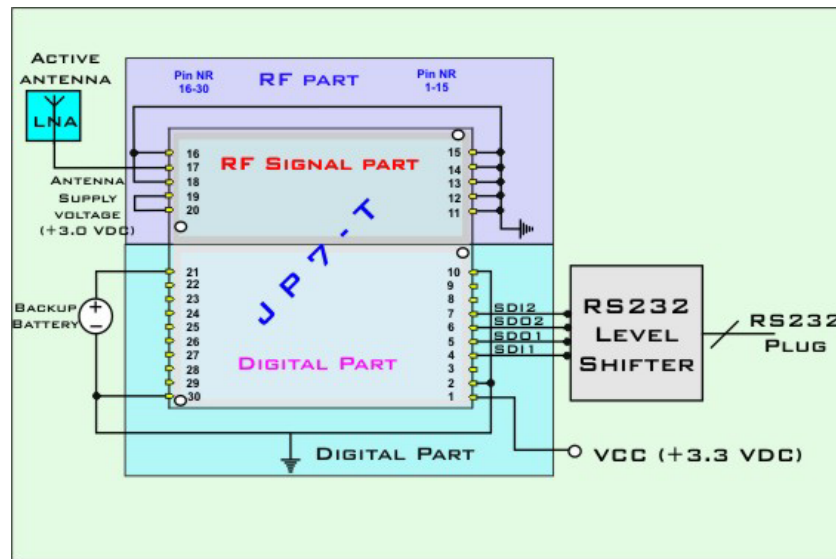 Active
antenna
LNA
Pin NR
16-30
RF part
Pin NR
1-15
16
17
18
19
20
RF Signal part
15
14
13
12
11
Antenna
Supply
voltage
(+3.0 VDC)
JP7-T
21
22
23
24
25
26
27
28
29
30
10
9
8
7
6
5
4
3
2
1
Backup
Battery
Digital Part
SDI2
SDO2
SDO1
SDI1
RS232
Level
Shifter
RS232
Plug
Digital Part
VCC (+3.3 VDC)